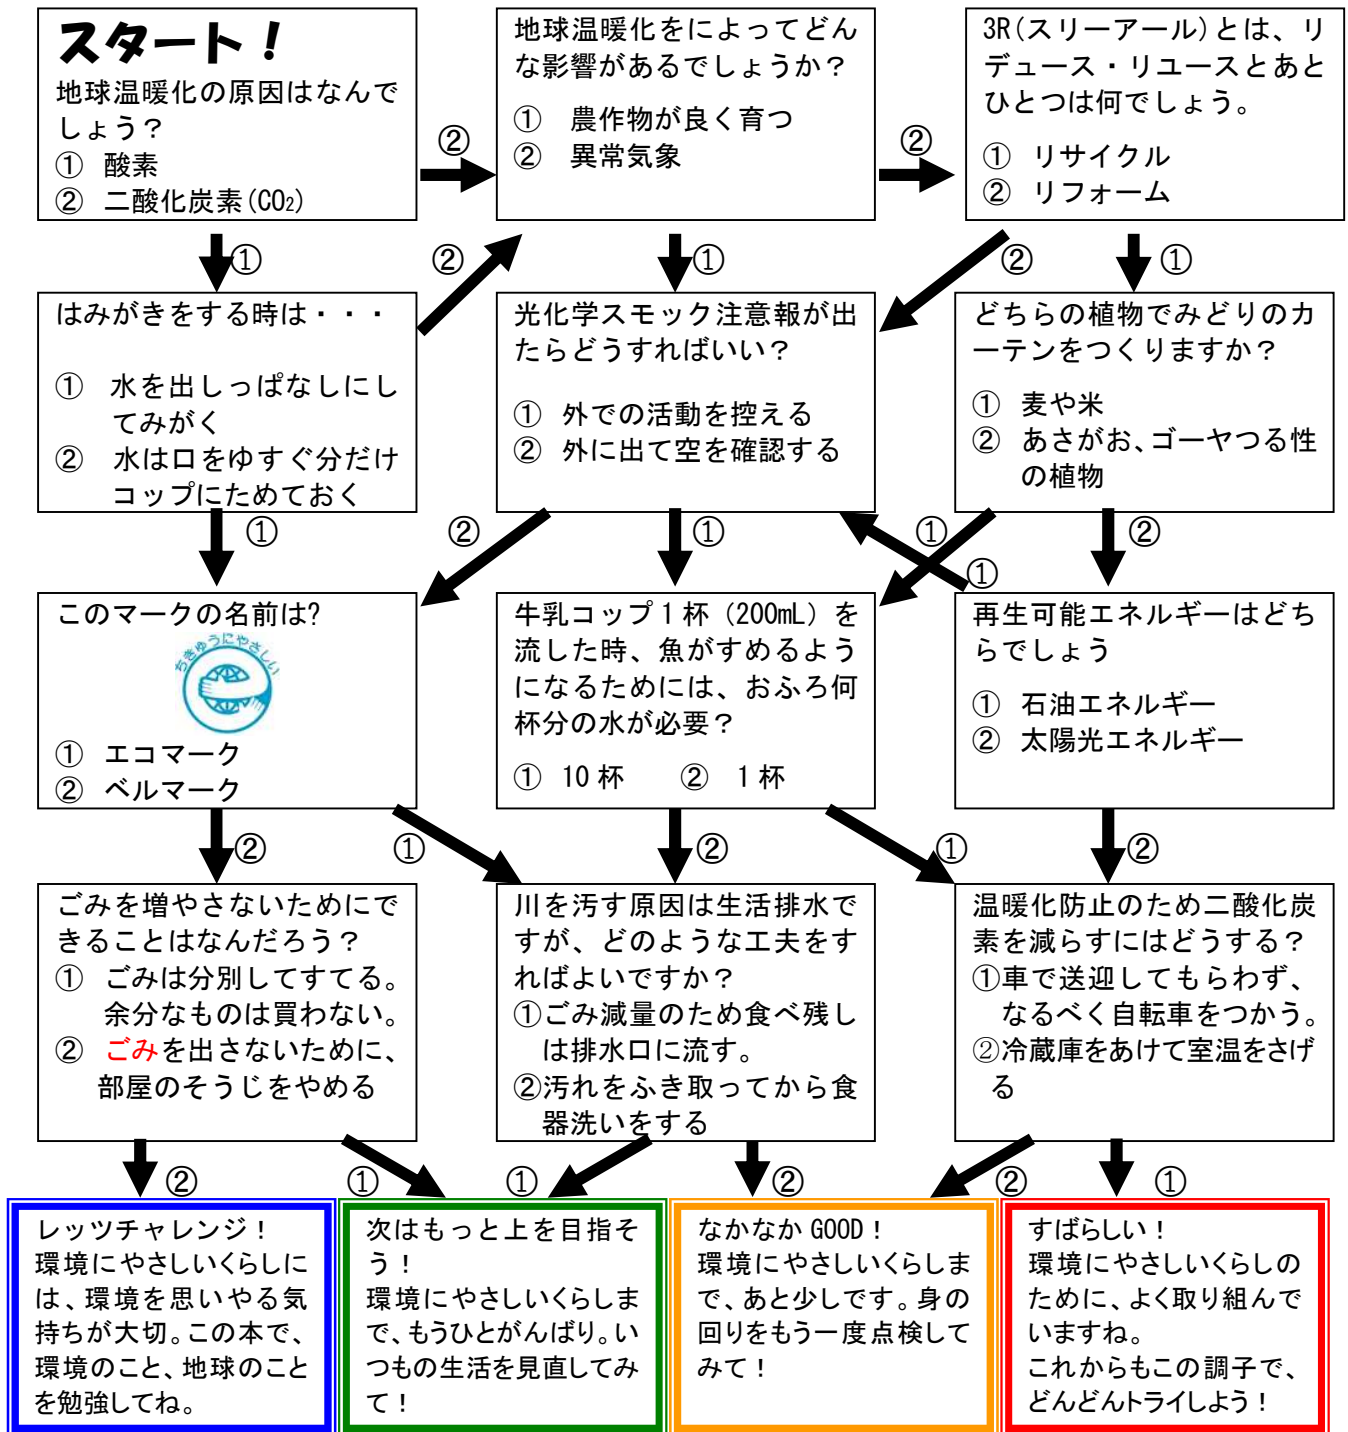 スタート！
地球温暖化の原因はなんで
しょう？
① 酸素
② 二酸化炭素(CO₂)
②
地球温暖化をによってどん
な影響があるでしょうか？
① 農作物が良く育つ
② 異常気象
②
3R(スリーアール)とは、リ
デュース・リユースとあと
ひとつは何でしょう。
① リサイクル
② リフォーム
①
②
①
②
①
はみがきをする時は・・・
① 水を出しっぱなしにし
てみがく
② 水は口をゆすぐ分だけ
コップにためておく
光化学スモック注意報が出
たらどうすればいい？
① 外での活動を控える
② 外に出て空を確認する
どちらの植物でみどりのカ
ーテンをつくりますか？
① 麦や米
② あさがお、ゴーヤつる性
の植物
①
②
①
①
②
①
このマークの名前は?
ちきゅうにやさしい
① エコマーク
② ベルマーク
牛乳コップ1杯（200mL）を
流した時、魚がすめるよう
になるためには、おふろ何
杯分の水が必要？
① 10杯 ② 1杯
再生可能エネルギーはどち
らでしょう
① 石油エネルギー
② 太陽光エネルギー
②
①
②
①
②
ごみを増やさないためにで
きることはなんだろう？
① ごみは分別してすてる。
余分なものは買わない。
② ごみを出さないために、
部屋のそうじをやめる
川を汚す原因は生活排水で
すが、どのような工夫をす
ればよいですか？
①ごみ減量のため食べ残し
は排水口に流す。
②汚れをふき取ってから食
器洗いをする
温暖化防止のため二酸化炭
素を減らすにはどうする？
①車で送迎してもらわず、
なるべく自転車をつかう。
②冷蔵庫をあけて室温をさげ
る
②
①
①
②
②
①
レッツチャレンジ！
環境にやさしいくらしに
は、環境を思いやる気
持ちが大切。この本で、
環境のこと、地球のこと
を勉強してね。
次はもっと上を目指そ
う！
環境にやさしいくらしま
で、もうひとがんばり。い
つもの生活を見直してみ
て！
なかなか GOOD！
環境にやさしいくらしま
で、あと少しです。身の
回りをもう一度点検して
みて！
すばらしい！
環境にやさしいくらしの
ために、よく取り組んで
いますね。
これからもこの調子で、
どんどんトライしよう！